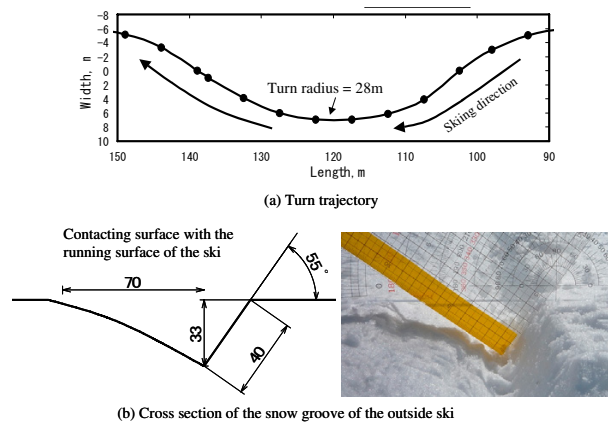 -8
-6
-4
-2
0
2
4
6
8
10
Width, m
Turn radius = 28m
Skiing direction
150 140 130 120 110 100 90
Length, m
(a) Turn trajectory
Contacting surface with the
running surface of the ski
70
55°
33
40
(b) Cross section of the snow groove of the outside ski